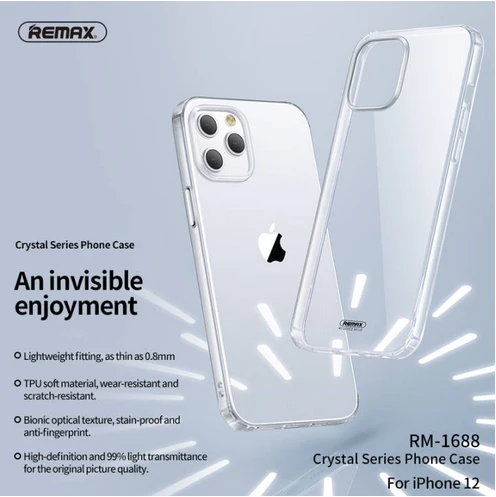 REMAX
Crystal Series Phone Case
An invisible
enjoyment
Lightweight fitting, as thin as 0.8mm
TPU soft material, wear-resistant and
scratch-resistant.
Bionic optical texture, stain-proof and
anti-fingerprint.
High-definition and 99% light transmittance
for the original picture quality.
REMAX
RM-1688
Crystal Series Phone Case
For iPhone 12